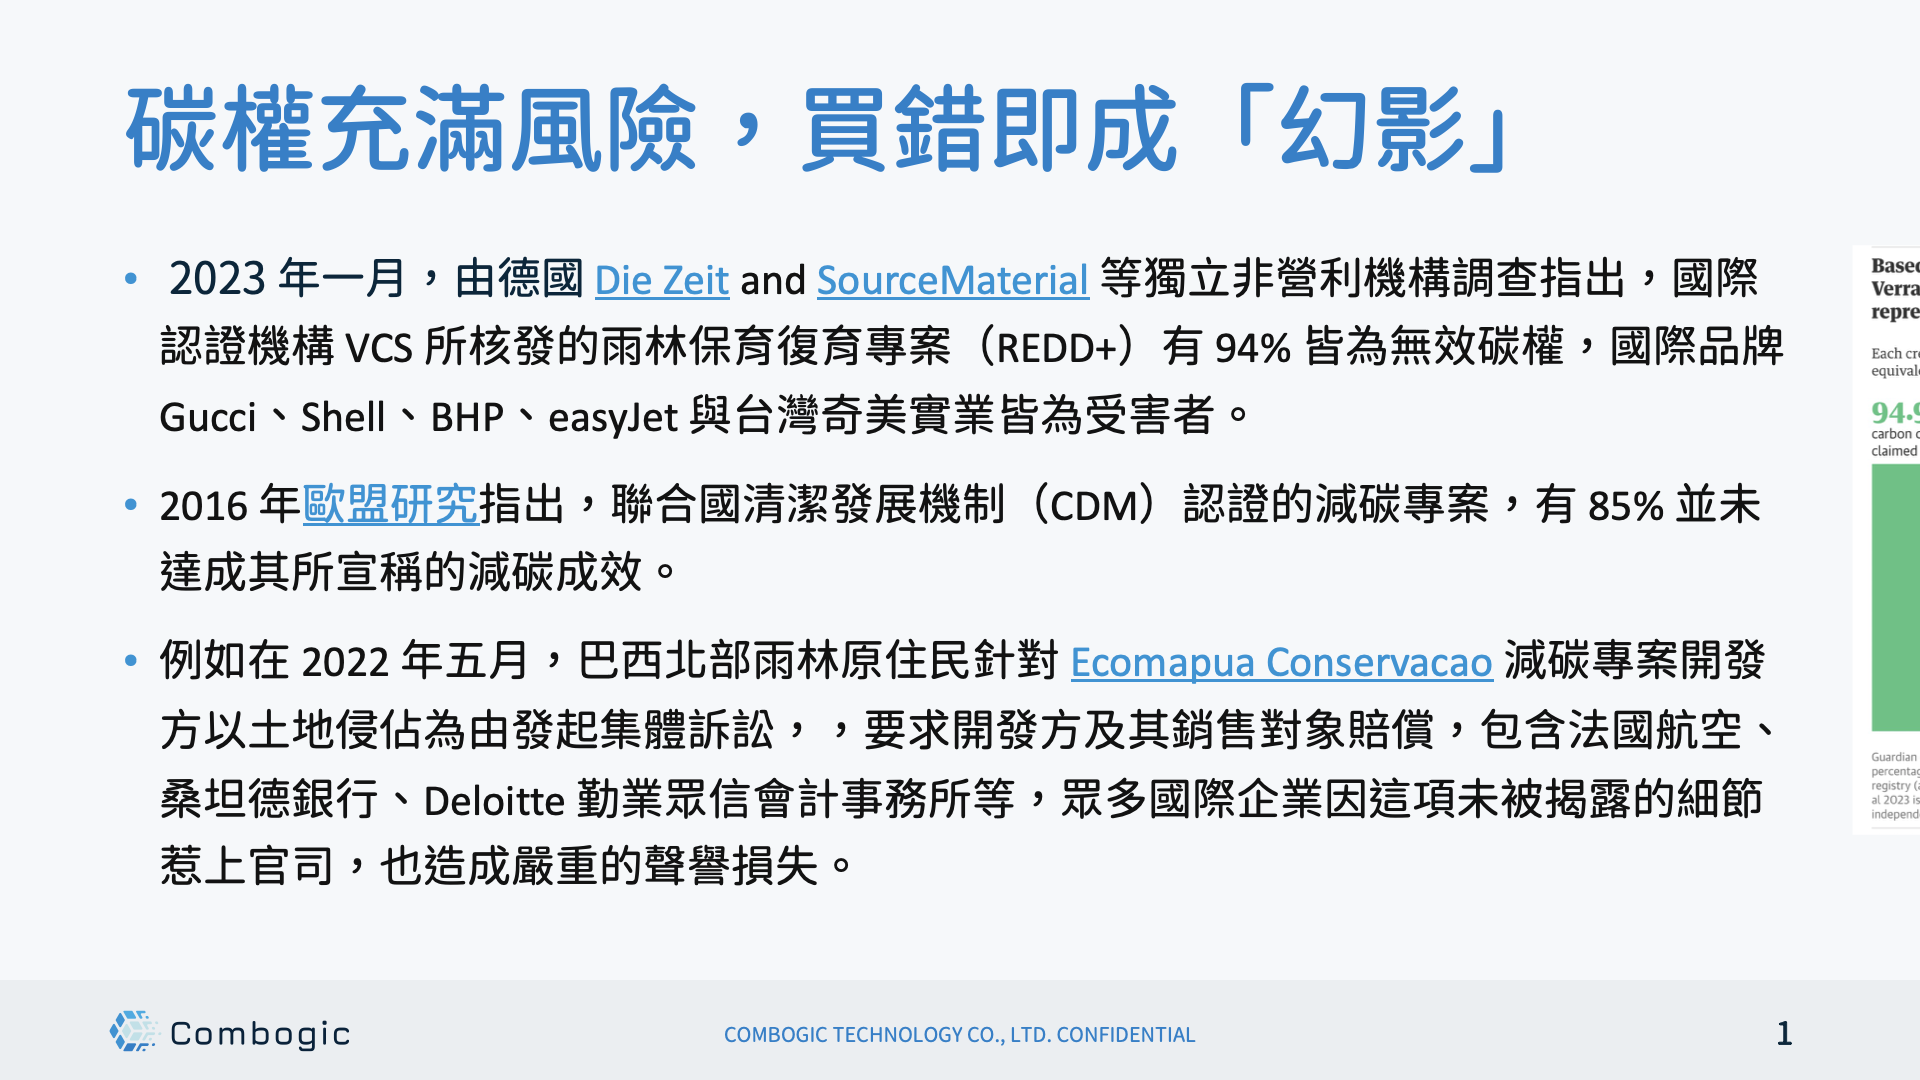 碳權充滿風險，買錯即成「幻影」
• 2023 年一月，由德國 Die Zeit and SourceMaterial 等獨立非營利機構調查指出，國際
認證機構 VCS 所核發的雨林保育復育專案（REDD+）有 94% 皆為無效碳權，國際品牌
Gucci、Shell、BHP、easyJet 與台灣奇美實業皆為受害者。
• 2016 年歐盟研究指出，聯合國清潔發展機制（CDM）認證的減碳專案，有 85% 並未
達成其所宣稱的減碳成效。
• 例如在 2022 年五月，巴西北部雨林原住民針對 Ecomapua Conservacao 減碳專案開發
方以土地侵佔為由發起集體訴訟，，要求開發方及其銷售對象賠償，包含法國航空、
桑坦德銀行、Deloitte 勤業眾信會計事務所等，眾多國際企業因這項未被揭露的細節
惹上官司，也造成嚴重的聲譽損失。
Based
Verra
repre
Each cr
equival
94.9
carbon
claimed
Guardian
percentag
registry (a
al 2023 is
independ
Combogic
COMBOGIC TECHNOLOGY CO., LTD. CONFIDENTIAL
1